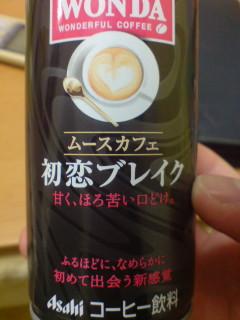 WONDA
WONDERFUL COFFEE
ムースカフェ
初恋ブレイク
甘く、ほろ苦い口どけ。
ふるほどに、なめらかに
初めて出会う新感覚
Asahi コーヒー飲料